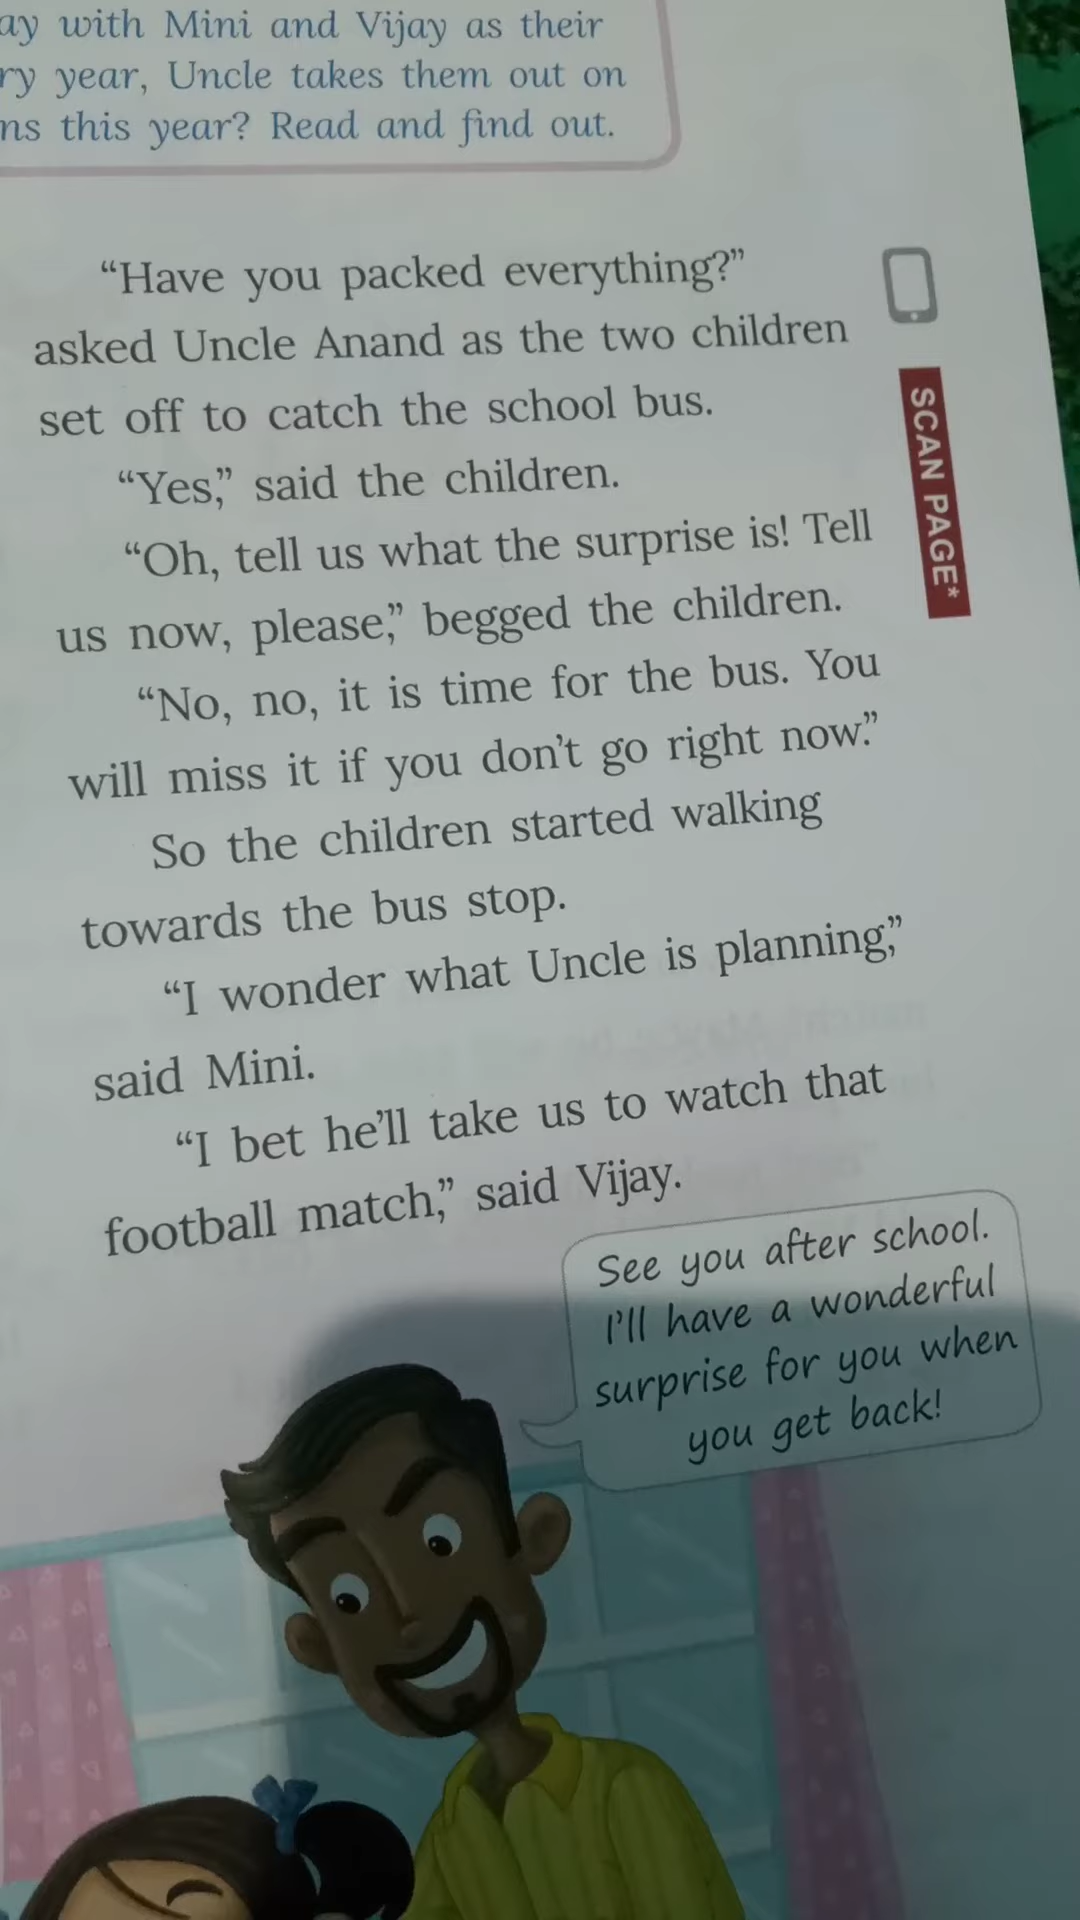 ay with Mini and Vijay as their
ry year, Uncle takes them out on
ns this year? Read and find out.
“Have you packed everything?”
asked Uncle Anand as the two children
set off to catch the school bus.
“Yes,” said the children.
“Oh, tell us what the surprise is! Tell
us now, please,” begged the children.
“No, no, it is time for the bus. You
will miss it if you don’t go right now.”
So the children started walking
towards the bus stop.
“I wonder what Uncle is planning,”
said Mini.
“I bet he’ll take us to watch that
football match,” said Vijay.
SCAN PAGE*
See you after school.
I’ll have a wonderful
surprise for you when
you get back!